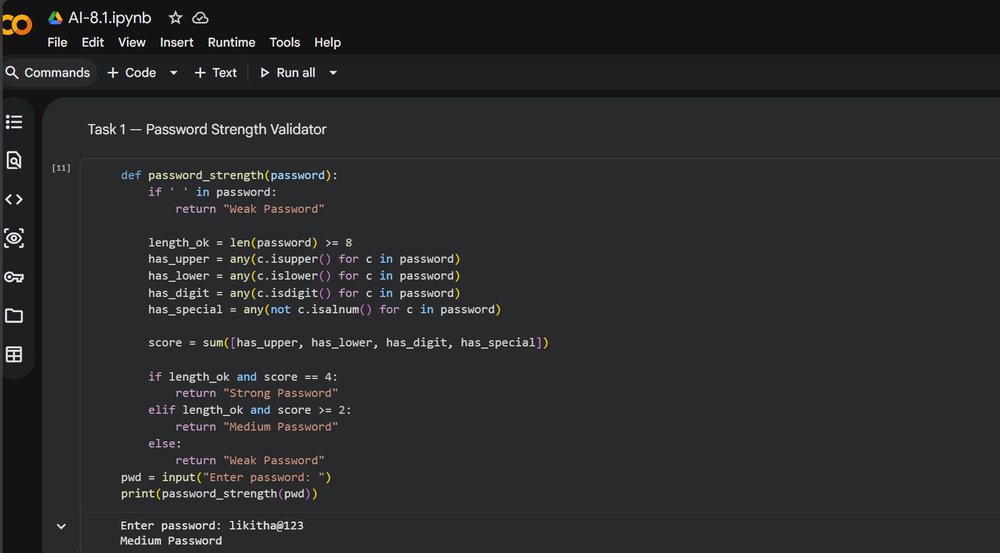 AI-8.1.ipynb
File Edit View Insert Runtime Tools Help
Commands + Code + Text Run all
Task 1 — Password Strength Validator
[11]
def password_strength(password):
    if ' ' in password:
        return "Weak Password"
    length_ok = len(password) >= 8
    has_upper = any(c.isupper() for c in password)
    has_lower = any(c.islower() for c in password)
    has_digit = any(c.isdigit() for c in password)
    has_special = any(not c.isalnum() for c in password)
    score = sum([has_upper, has_lower, has_digit, has_special])
    if length_ok and score == 4:
        return "Strong Password"
    elif length_ok and score >= 2:
        return "Medium Password"
    else:
        return "Weak Password"
pwd = input("Enter password: ")
print(password_strength(pwd))
Enter password: likitha@123
Medium Password